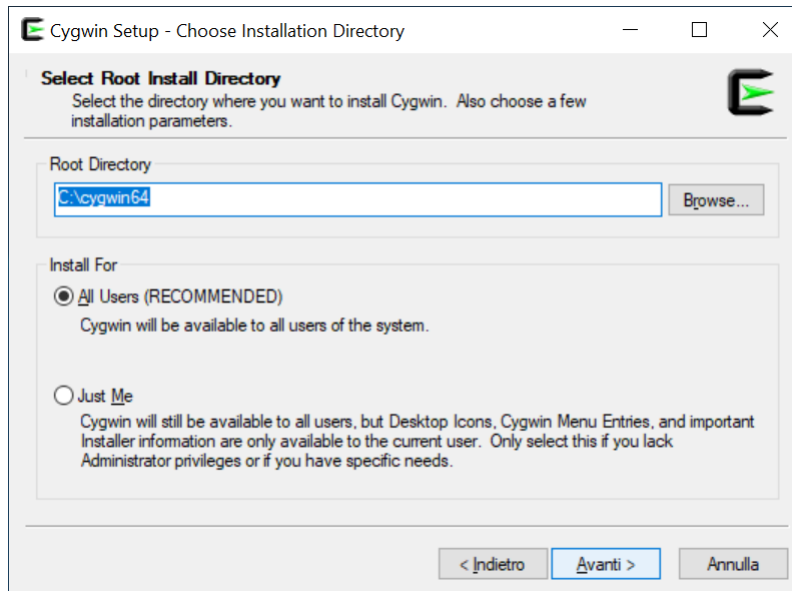 Cygwin Setup - Choose Installation Directory
Select Root Install Directory
Select the directory where you want to install Cygwin. Also choose a few
installation parameters.
Root Directory
C:\cygwin64
Browse...
Install For
All Users (RECOMMENDED)
Cygwin will be available to all users of the system.
Just Me
Cygwin will still be available to all users, but Desktop Icons, Cygwin Menu Entries, and important
Installer information are only available to the current user. Only select this if you lack
Administrator privileges or if you have specific needs.
< Indietro
Avanti >
Annulla